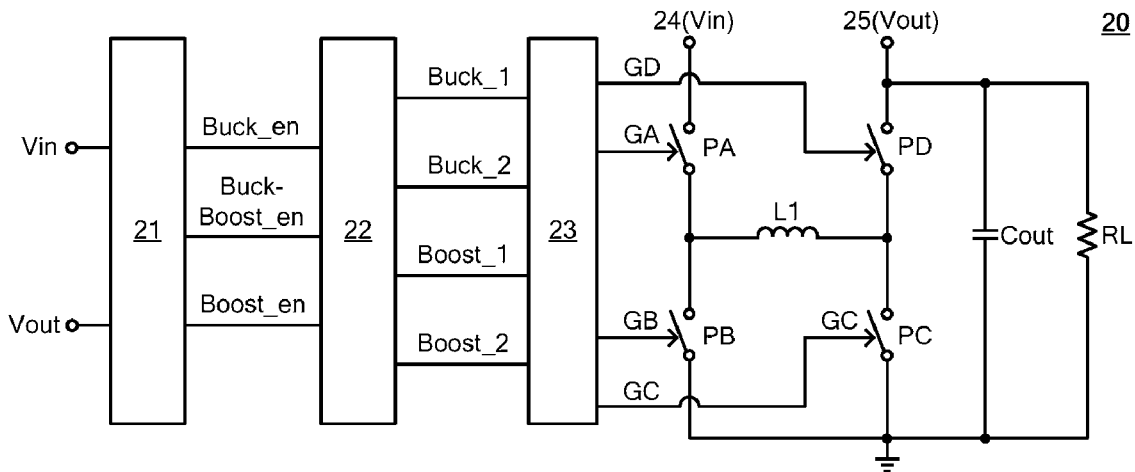 24(Vin)
25(Vout)
20
Buck_1
GD
Vin
Buck_en
GA
PA
PD
Buck_2
Buck-
Boost_en
L1
21
22
23
Cout
RL
Boost_1
Vout
Boost_en
GB
PB
GC
PC
Boost_2
GC